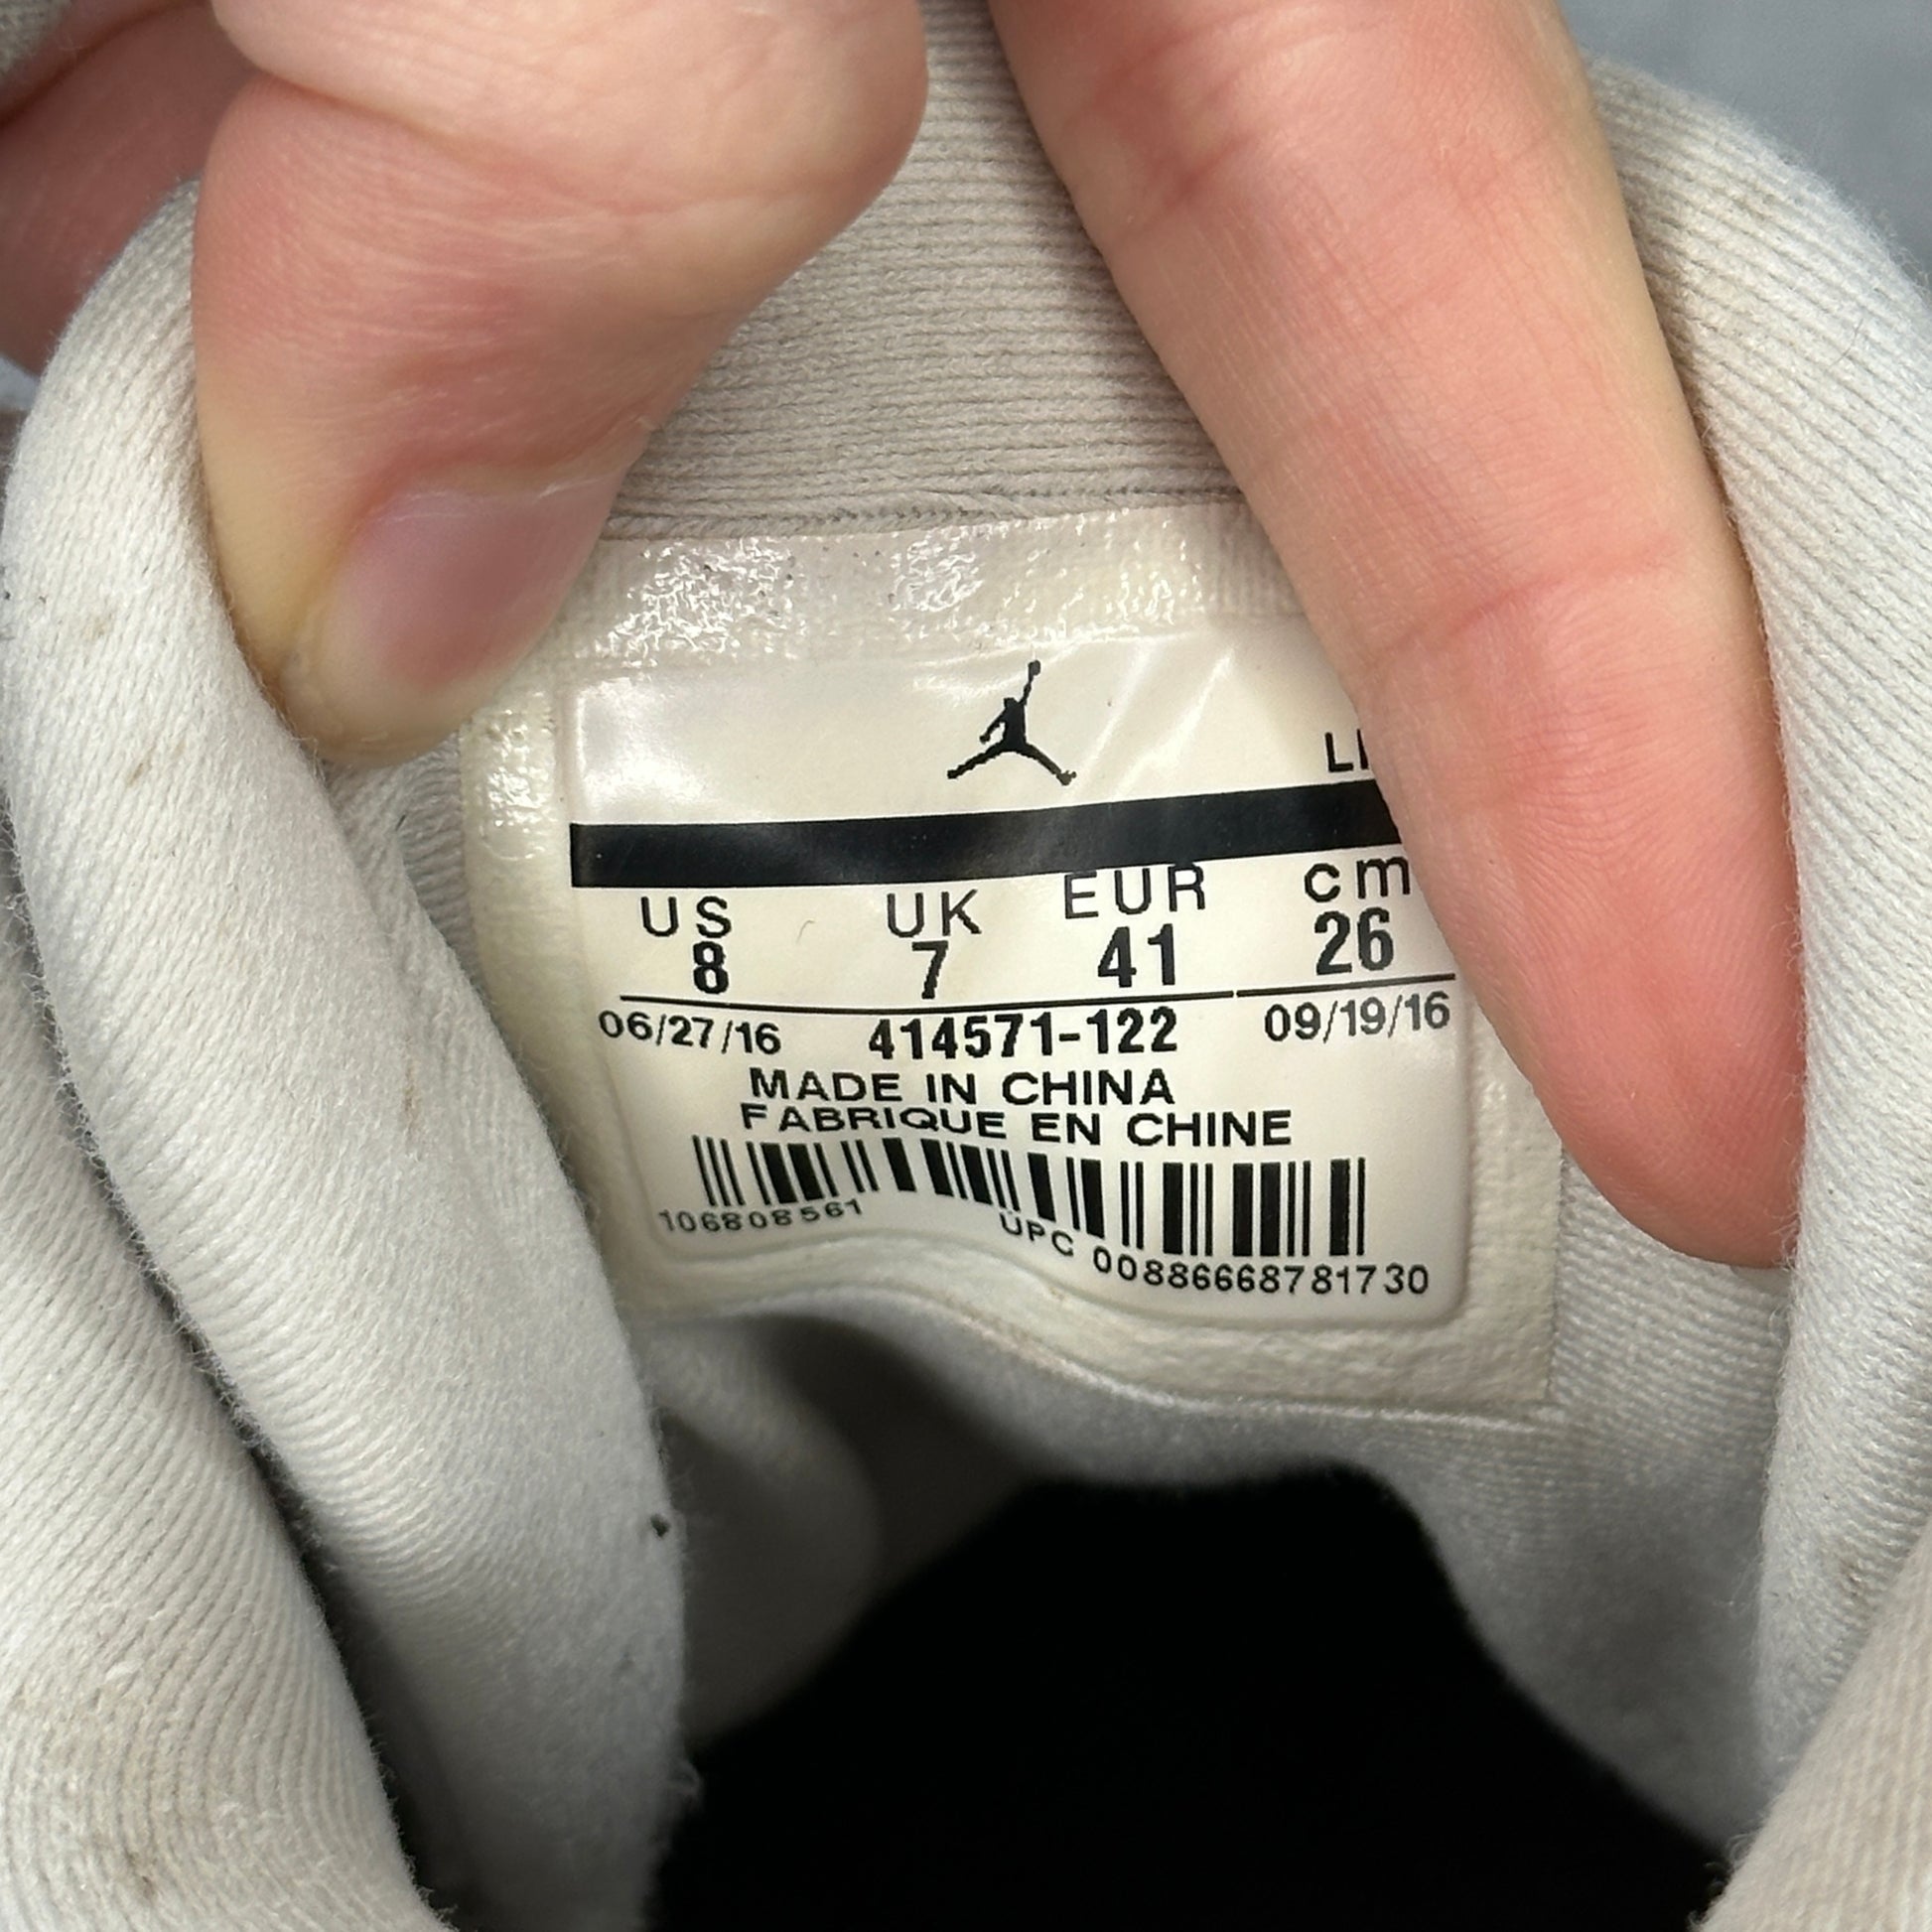 LI
US UK EUR cm
8 7 41 26
06/27/16 414571-122 09/19/16
MADE IN CHINA
FABRIQUE EN CHINE
106808561 UPC 00886668781730